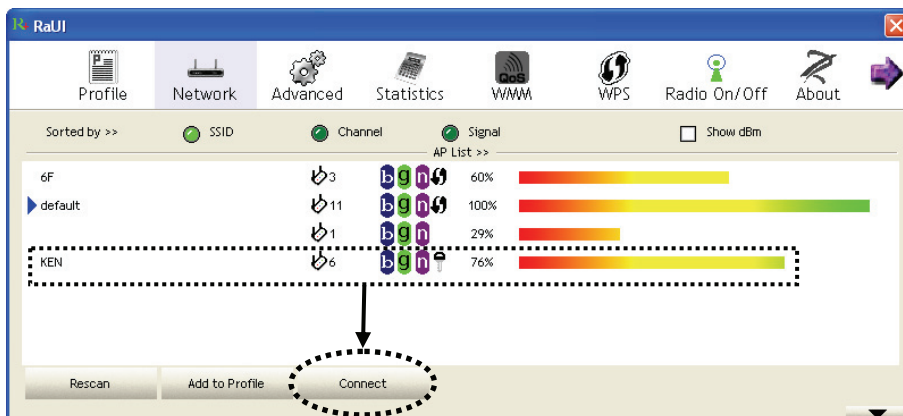 RaUI
Profile Network Advanced Statistics QoS WMM WPS Radio On/Off About
Sorted by >> SSID Channel Signal Show dBm
AP List >>
6F 3 b g n 60%
default 11 b g n 100%
1 b g n 29%
KEN 6 b g n 76%
Rescan Add to Profile Connect